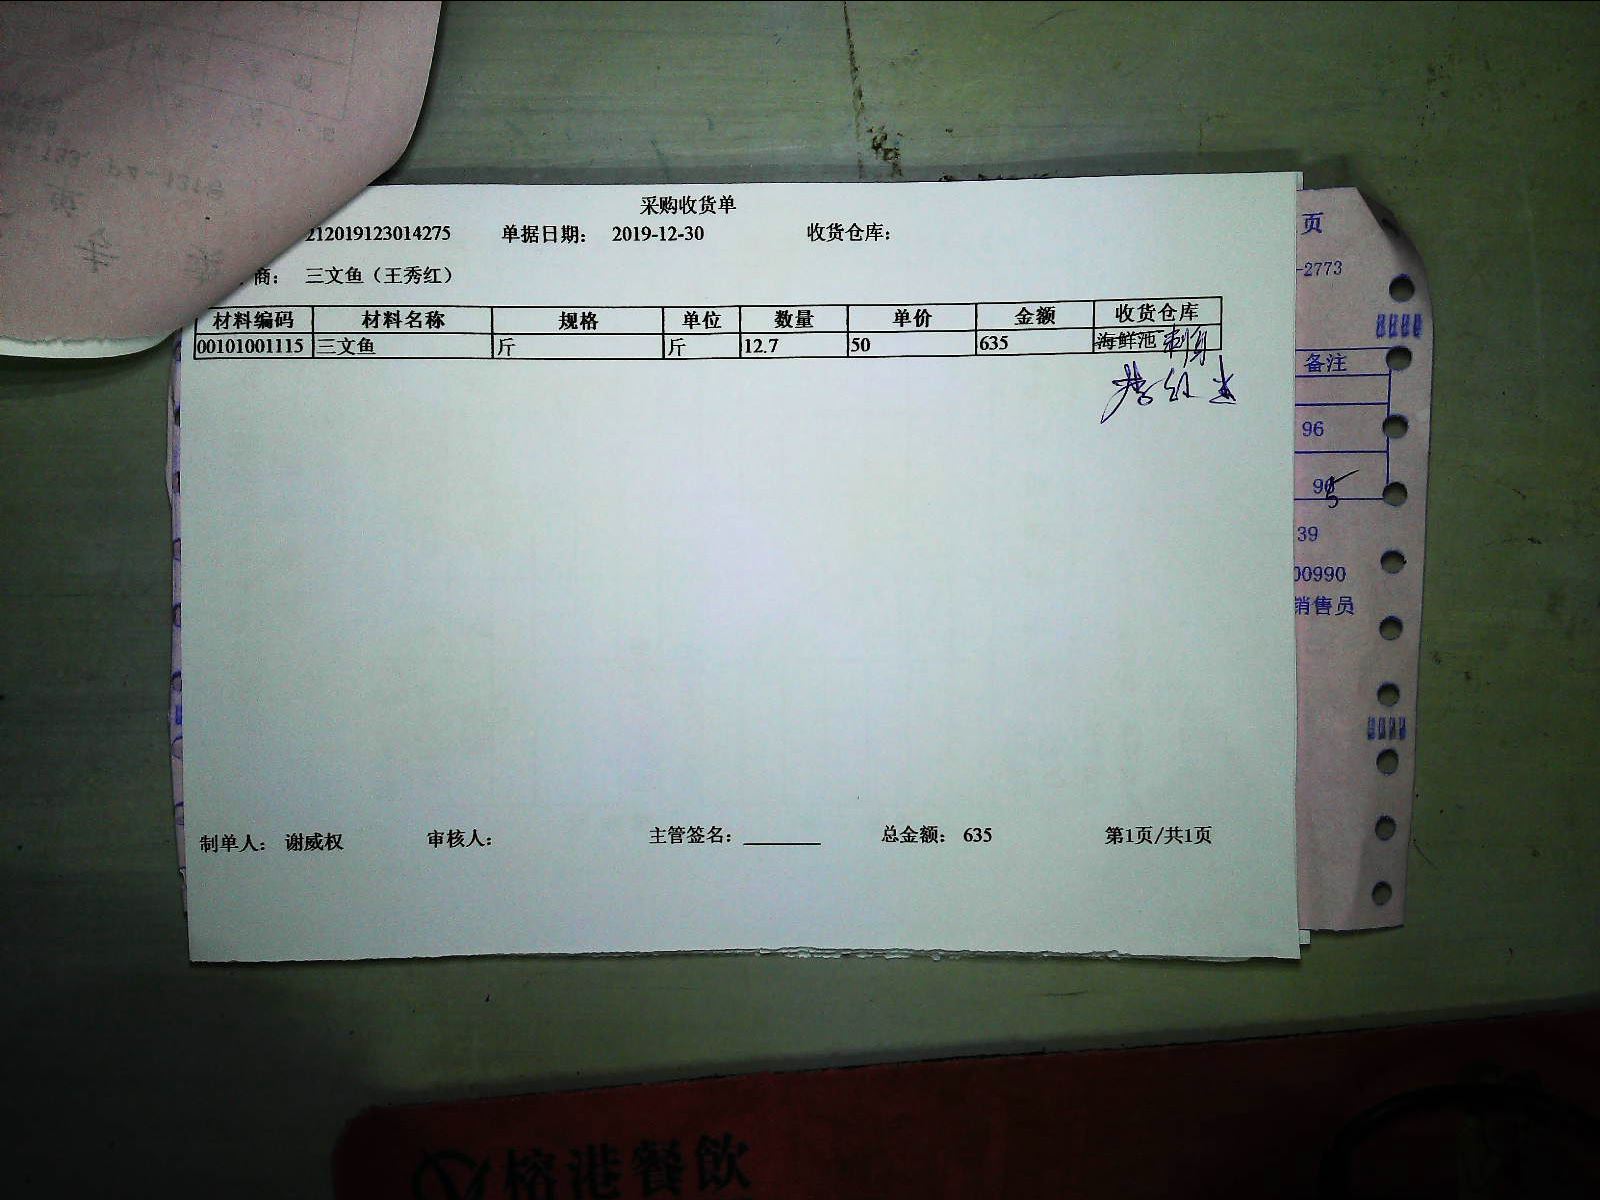 采购收货单
212019123014275 单据日期： 2019-12-30 收货仓库：
商： 三文鱼（王秀红）
材料编码 材料名称 规格 单位 数量 单价 金额 收货仓库
00101001115 三文鱼 斤 斤 12.7 50 635 海鲜池 刺身
制单人： 谢威权 审核人： 主管签名： 总金额： 635 第1页/共1页
页
-2773
备注
96
39
00990
销售员
榕港餐飲